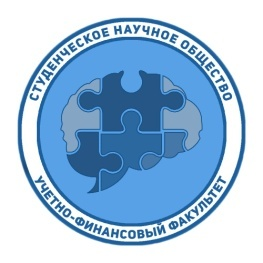 СТУДЕНЧЕСКОЕ НАУЧНОЕ ОБЩЕСТВО
УЧЕТНО-ФИНАНСОВЫЙ ФАКУЛЬТЕТ